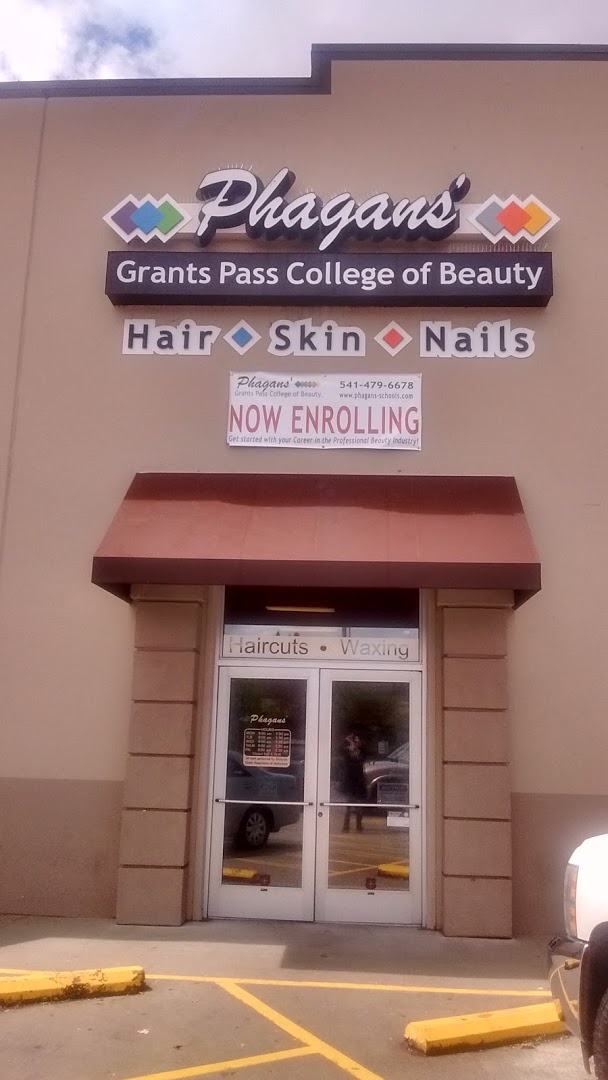 Phagans'
Grants Pass College of Beauty
Hair Skin Nails
Phagans' 541-479-6678
Grants Pass College of Beauty www.phagans-schools.com
NOW ENROLLING
Get started with your Career in the Professional Beauty Industry!
Haircuts • Waxing
Phagans'
HOURS